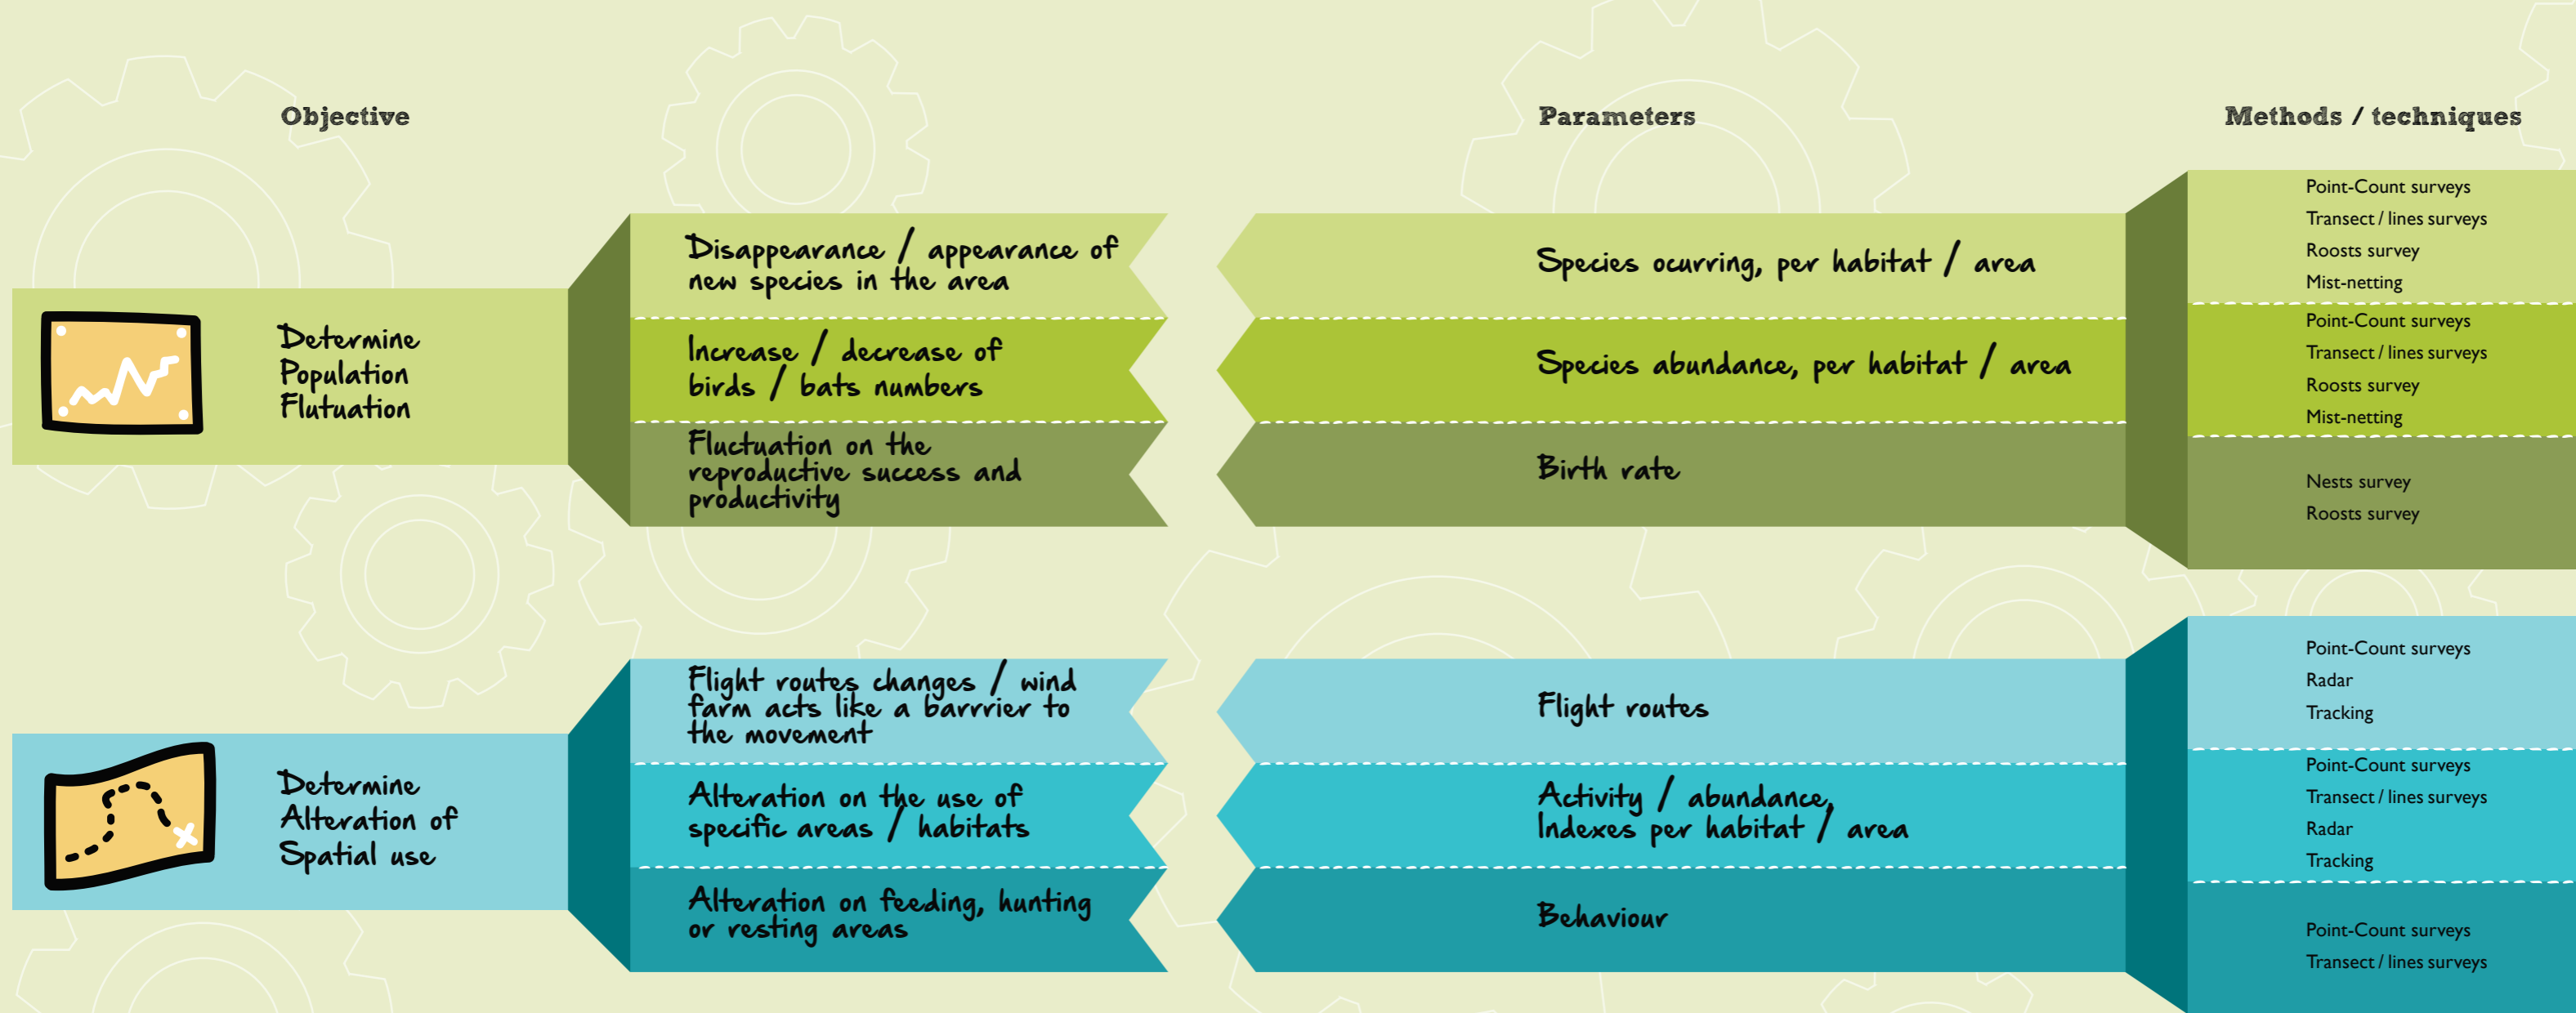 Objective
Parameters
Methods / techniques
Determine
Population
Flutuation
Disappearance / appearance of
new species in the area
Species ocurring, per habitat / area
Point-Count surveys
Transect / lines surveys
Roosts survey
Mist-netting
Increase / decrease of
birds / bats numbers
Species abundance, per habitat / area
Point-Count surveys
Transect / lines surveys
Roosts survey
Mist-netting
Fluctuation on the
reproductive success and
productivity
Birth rate
Nests survey
Roosts survey
Determine
Alteration of
Spatial use
Flight routes changes / wind
farm acts like a barrrier to
the movement
Flight routes
Point-Count surveys
Radar
Tracking
Alteration on the use of
specific areas / habitats
Activity / abundance,
Indexes per habitat / area
Point-Count surveys
Transect / lines surveys
Radar
Tracking
Alteration on feeding, hunting
or resting areas
Behaviour
Point-Count surveys
Transect / lines surveys